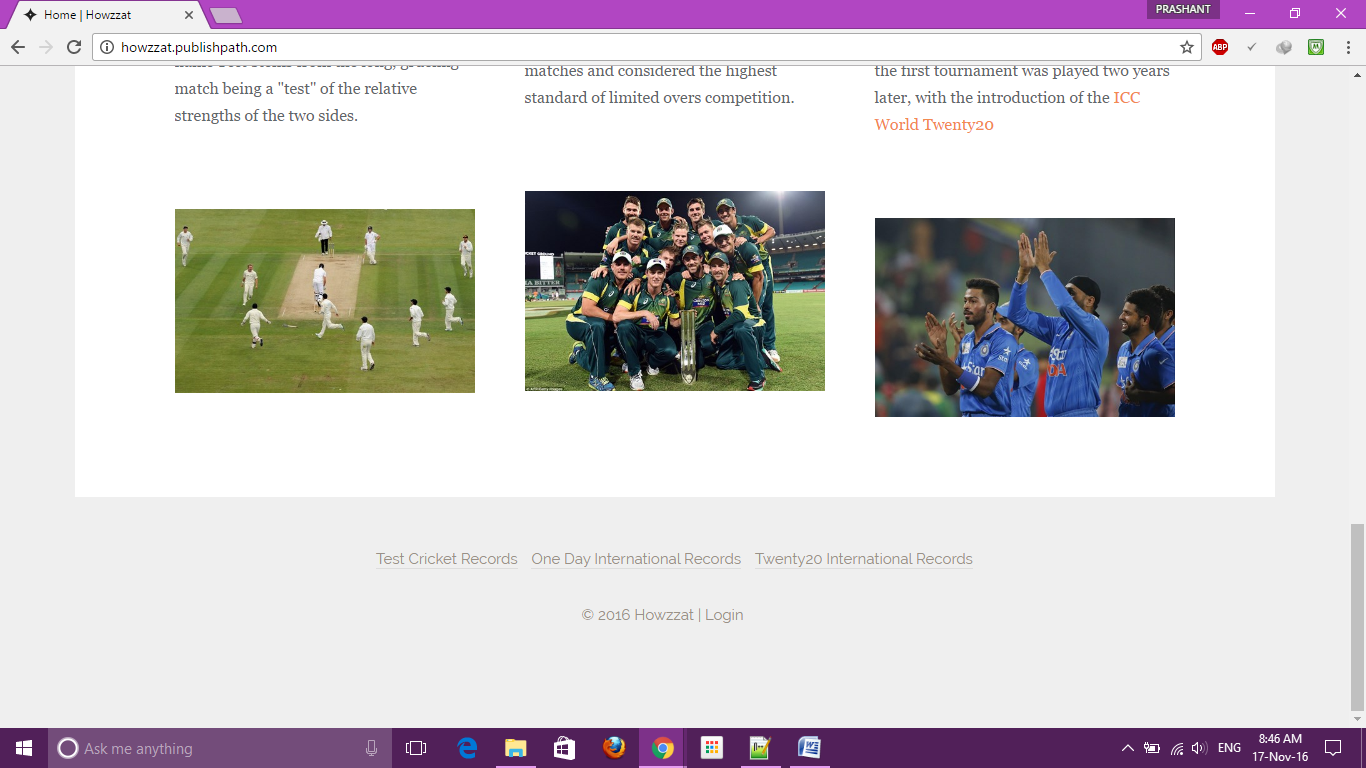 Home | Howzzat
PRASHANT
howzzat.publishpath.com
ABP
match being a "test" of the relative
strengths of the two sides.
matches and considered the highest
standard of limited overs competition.
the first tournament was played two years
later, with the introduction of the ICC
World Twenty20
Test Cricket Records One Day International Records Twenty20 International Records
© 2016 Howzzat | Login
Ask me anything
ENG
8:46 AM
17-Nov-16